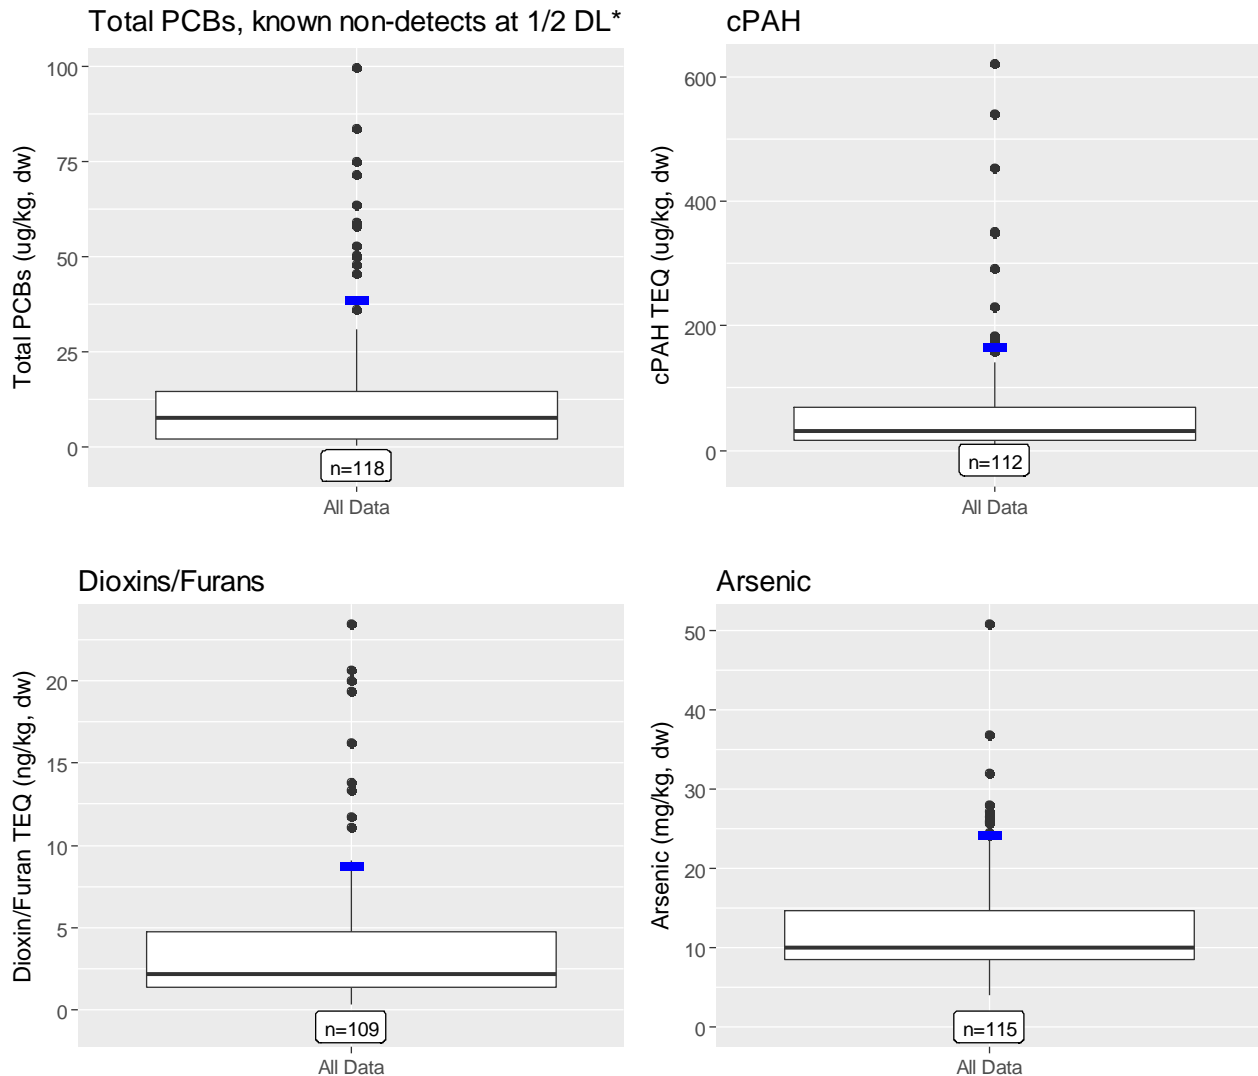 Total PCBs, known non-detects at 1/2 DL*
Total PCBs (ug/kg, dw)
100
75
50
25
0
n=118
All Data
cPAH
cPAH TEQ (ug/kg, dw)
600
400
200
0
n=112
All Data
Dioxins/Furans
Dioxin/Furan TEQ (ng/kg, dw)
20
15
10
5
0
n=109
All Data
Arsenic
Arsenic (mg/kg, dw)
50
40
30
20
10
0
n=115
All Data